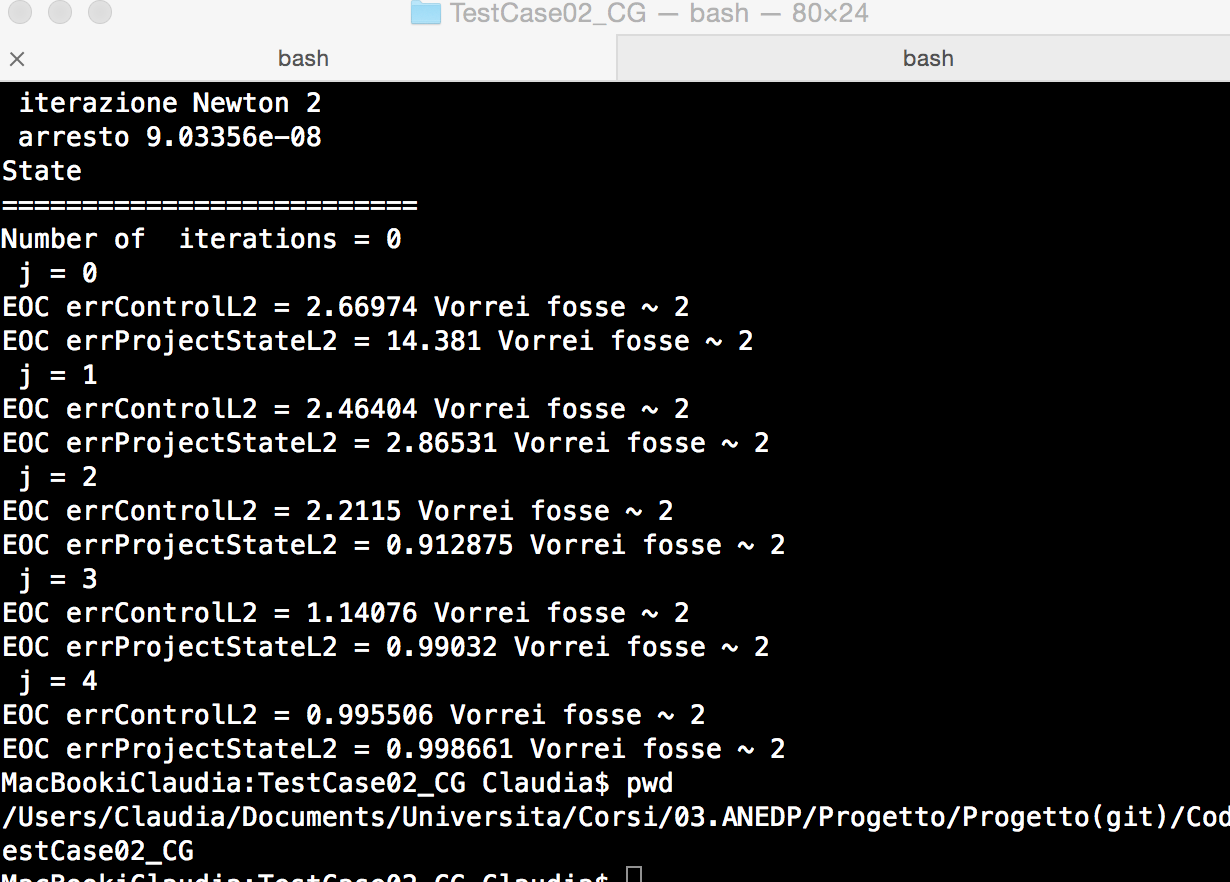 TestCase02_CG — bash — 80×24
bash
bash
iterazione Newton 2
arresto 9.03356e-08
State
==========================
Number of  iterations = 0
j = 0
EOC errControlL2 = 2.66974 Vorrei fosse ~ 2
EOC errProjectStateL2 = 14.381 Vorrei fosse ~ 2
j = 1
EOC errControlL2 = 2.46404 Vorrei fosse ~ 2
EOC errProjectStateL2 = 2.86531 Vorrei fosse ~ 2
j = 2
EOC errControlL2 = 2.2115 Vorrei fosse ~ 2
EOC errProjectStateL2 = 0.912875 Vorrei fosse ~ 2
j = 3
EOC errControlL2 = 1.14076 Vorrei fosse ~ 2
EOC errProjectStateL2 = 0.99032 Vorrei fosse ~ 2
j = 4
EOC errControlL2 = 0.995506 Vorrei fosse ~ 2
EOC errProjectStateL2 = 0.998661 Vorrei fosse ~ 2
MacBookiClaudia:TestCase02_CG Claudia$ pwd
/Users/Claudia/Documents/Universita/Corsi/03.ANEDP/Progetto/Progetto(git)/Cod
estCase02_CG
MacBookiClaudia:TestCase02_CG Claudia$